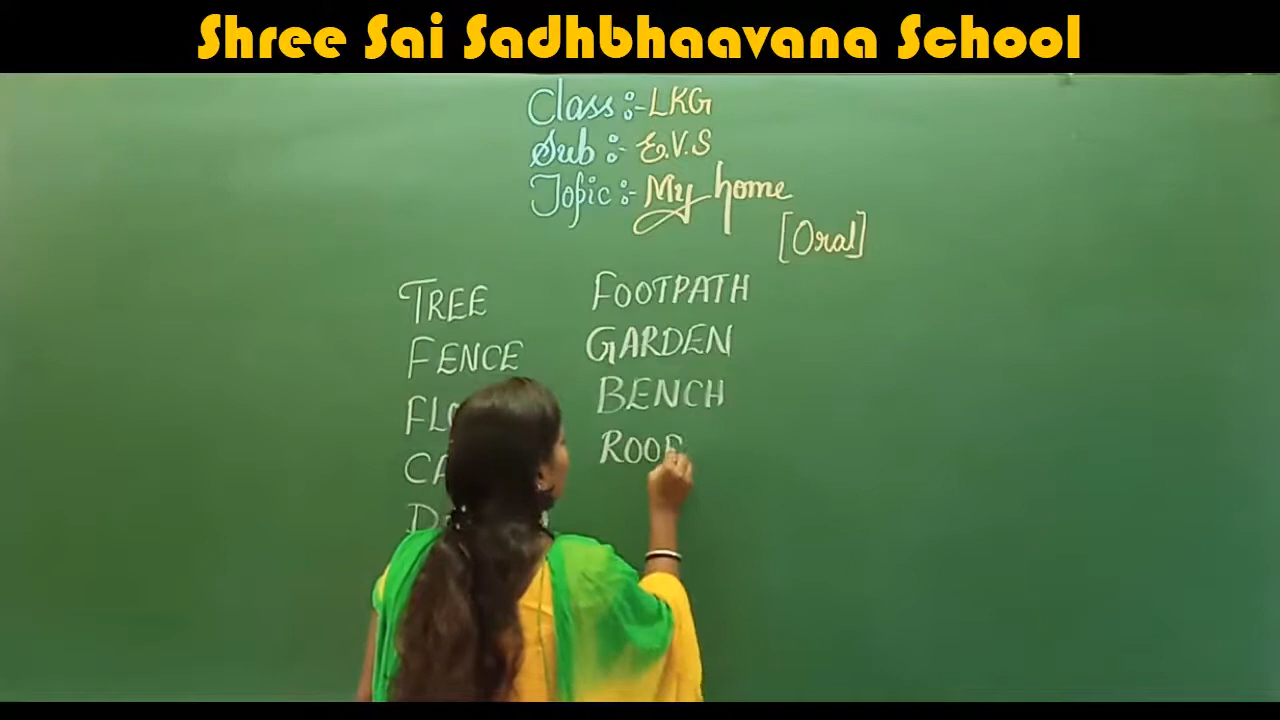 Shree Sai Sadhbhaavana School
Class:-LKG
Sub:-E.V.S
Topic:-My home
[Oral]
TREE
FENCE
FOOTPATH
GARDEN
BENCH
ROOF